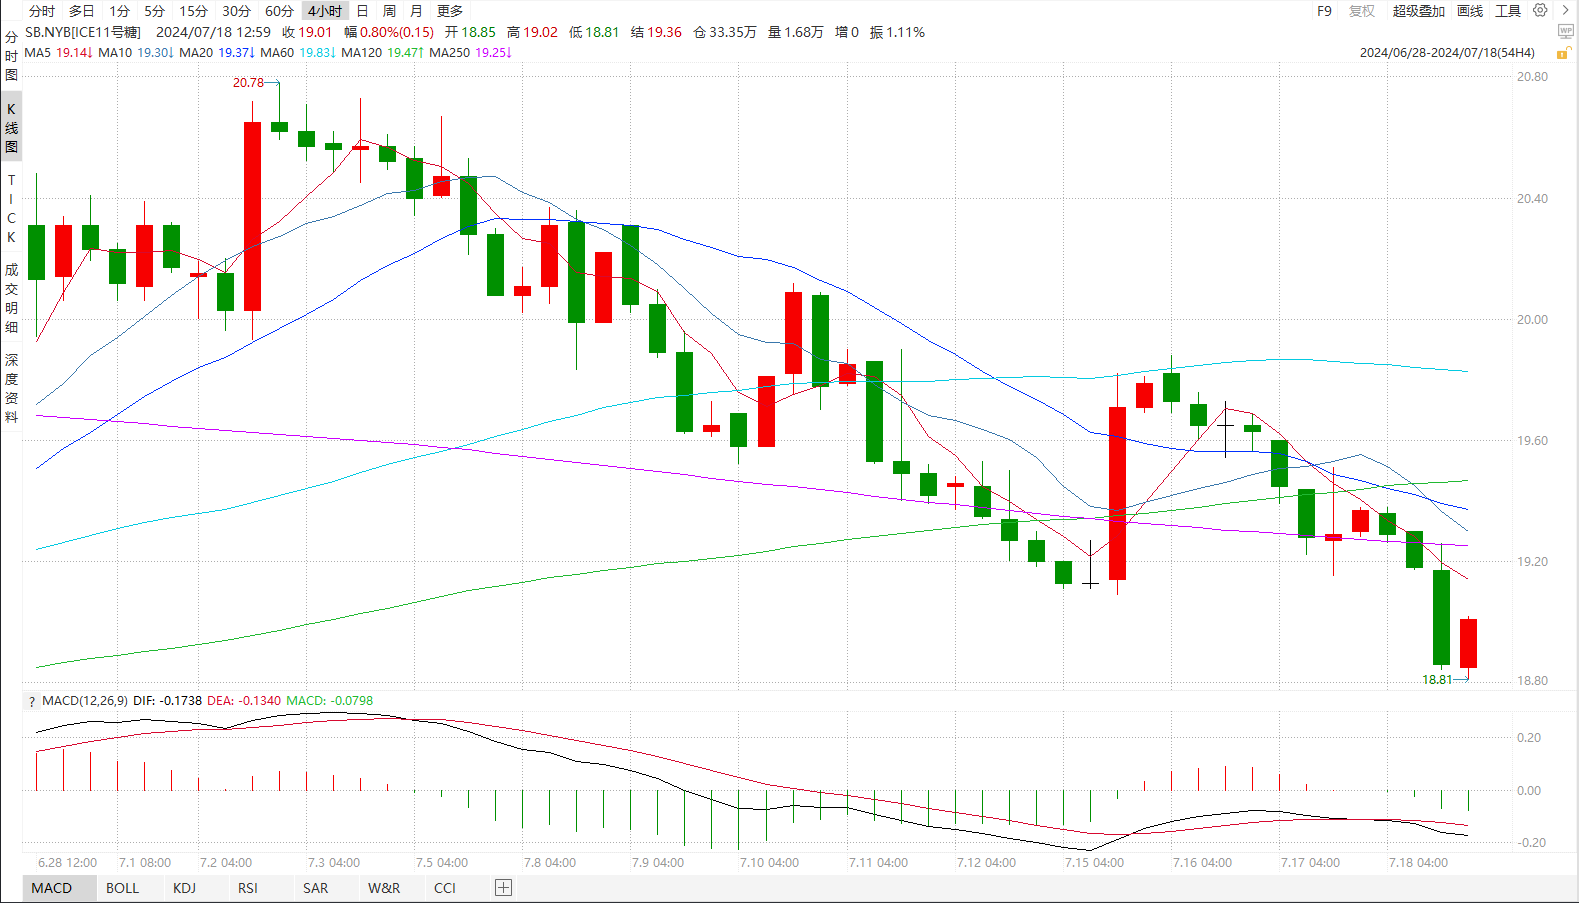 分时 多日 1分 5分 15分 30分 60分 4小时 日 周 月 更多 F9 复权 超级叠加 画线 工具
SB.NYB[ICE11号糖] 2024/07/18 12:59 收 19.01 幅 0.80%(0.15) 开 18.85 高 19.02 低 18.81 结 19.36 仓 33.35万 量 1.68万 增 0 振 1.11%
MA5 19.14↓ MA10 19.30↓ MA20 19.37↓ MA60 19.83↓ MA120 19.47↑ MA250 19.25↓ 2024/06/28-2024/07/18(54H4)
WP
分时图
K线图
TICK
成交明细
深度资料
20.78
20.80
20.40
20.00
19.60
19.20
18.81
18.80
? MACD(12,26,9) DIF: -0.1738 DEA: -0.1340 MACD: -0.0798
0.20
0.00
-0.20
6.28 12:00 7.1 08:00 7.2 04:00 7.3 04:00 7.5 04:00 7.8 04:00 7.9 04:00 7.10 04:00 7.11 04:00 7.12 04:00 7.15 04:00 7.16 04:00 7.17 04:00 7.18 04:00
MACD BOLL KDJ RSI SAR W&R CCI